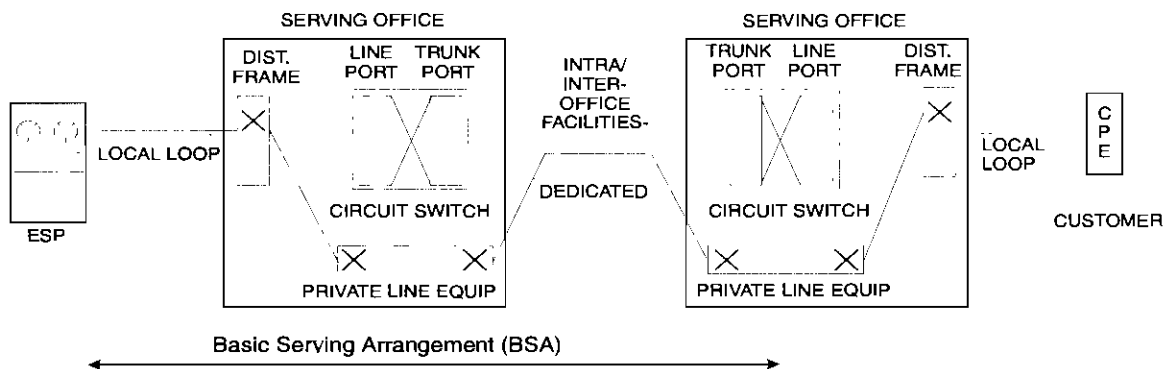 SERVING OFFICE
SERVING OFFICE
DIST.
FRAME
LINE
PORT
TRUNK
PORT
INTRA/
INTER-
OFFICE
FACILITIES-
TRUNK
PORT
LINE
PORT
DIST.
FRAME
CPE
LOCAL LOOP
LOCAL
LOOP
DEDICATED
CIRCUIT SWITCH
CIRCUIT SWITCH
ESP
CUSTOMER
PRIVATE LINE EQUIP
PRIVATE LINE EQUIP
Basic Serving Arrangement (BSA)